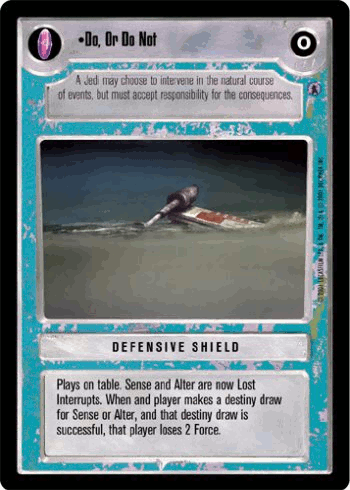 •Do, Or Do Not
A Jedi may choose to intervene in the natural course
of events, but must accept responsibility for the consequences.
DEFENSIVE SHIELD
Plays on table. Sense and Alter are now Lost
Interrupts. When and player makes a destiny draw
for Sense or Alter, and that destiny draw is
successful, that player loses 2 Force.